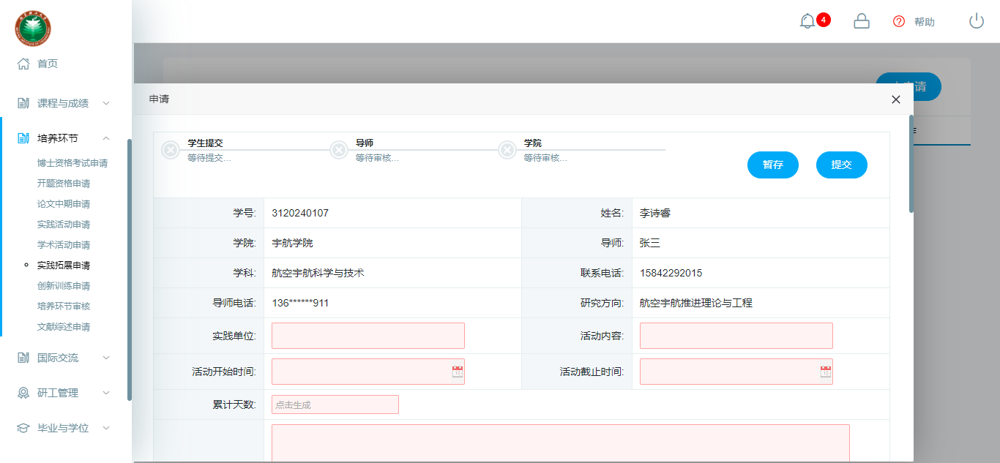 4
帮助
首页
课程与成绩
培养环节
博士资格考试申请
开题资格申请
论文中期申请
实践活动申请
学术活动申请
实践拓展申请
创新训练申请
培养环节审核
文献综述申请
国际交流
研工管理
毕业与学位
申请
学生提交
等待提交...
导师
等待审核...
学院
等待审核...
暂存
提交
学号: 3120240107 姓名: 李诗睿
学院: 宇航学院 导师: 张三
学科: 航空宇航科学与技术 联系电话: 15842292015
导师电话: 136******911 研究方向: 航空宇航推进理论与工程
实践单位: 活动内容:
活动开始时间: 活动截止时间:
累计天数: 点击生成